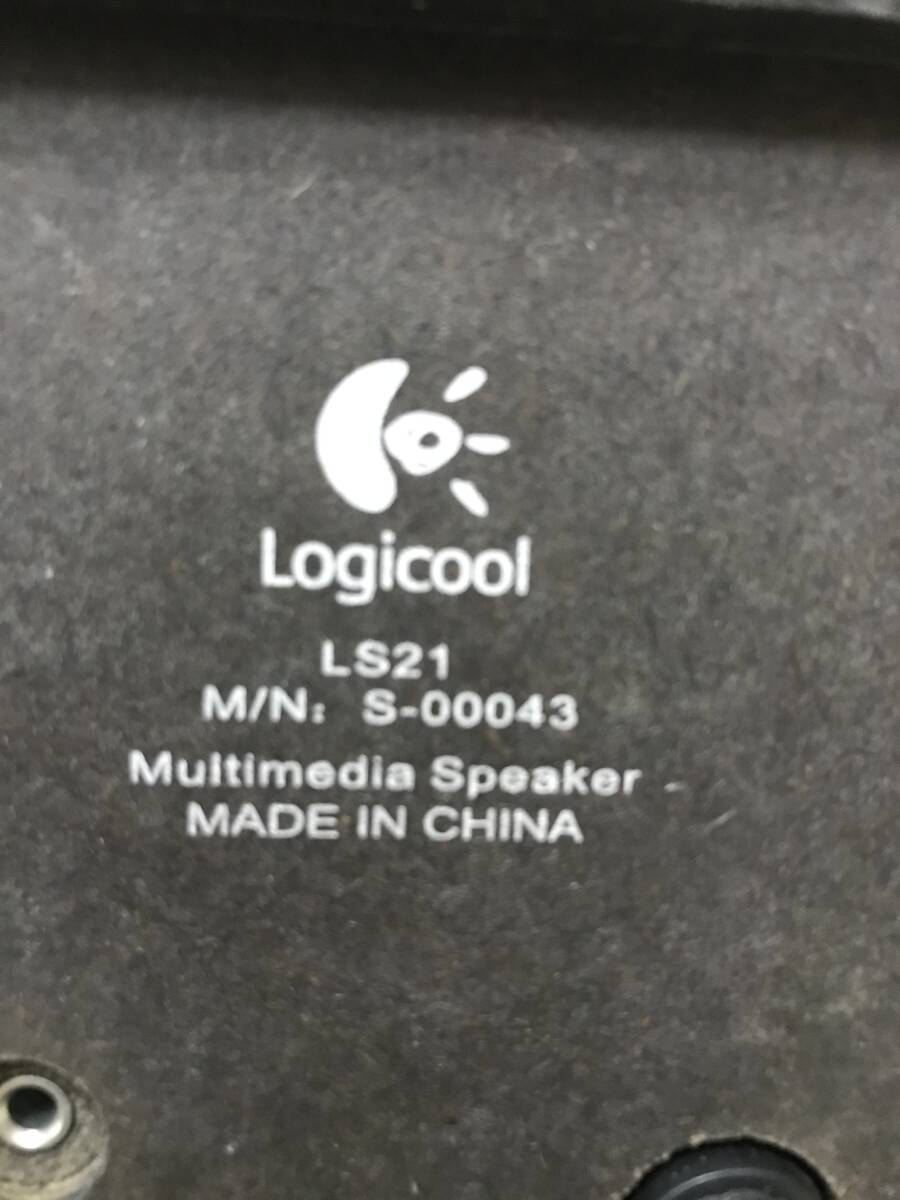 Logicool
LS21
M/N: S-00043
Multimedia Speaker
MADE IN CHINA